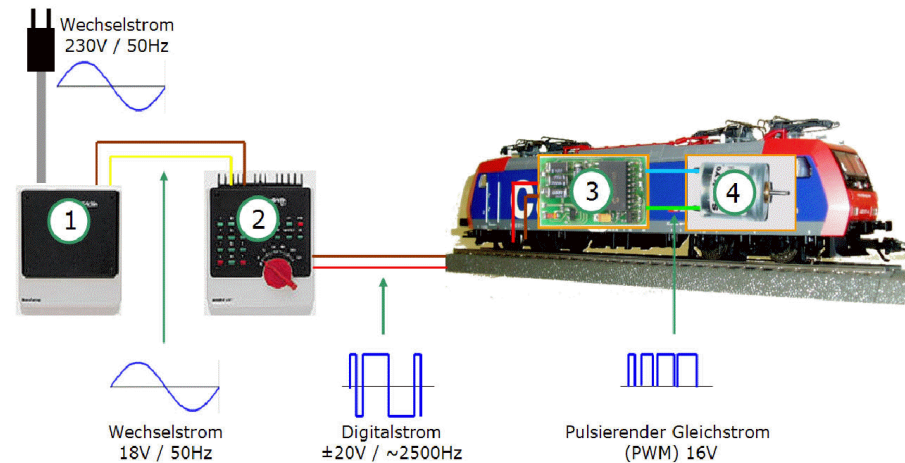 Wechselstrom
230V / 50Hz
1
2
3
4
Wechselstrom
18V / 50Hz
Digitalstrom
±20V / ~2500Hz
Pulsierender Gleichstrom
(PWM) 16V